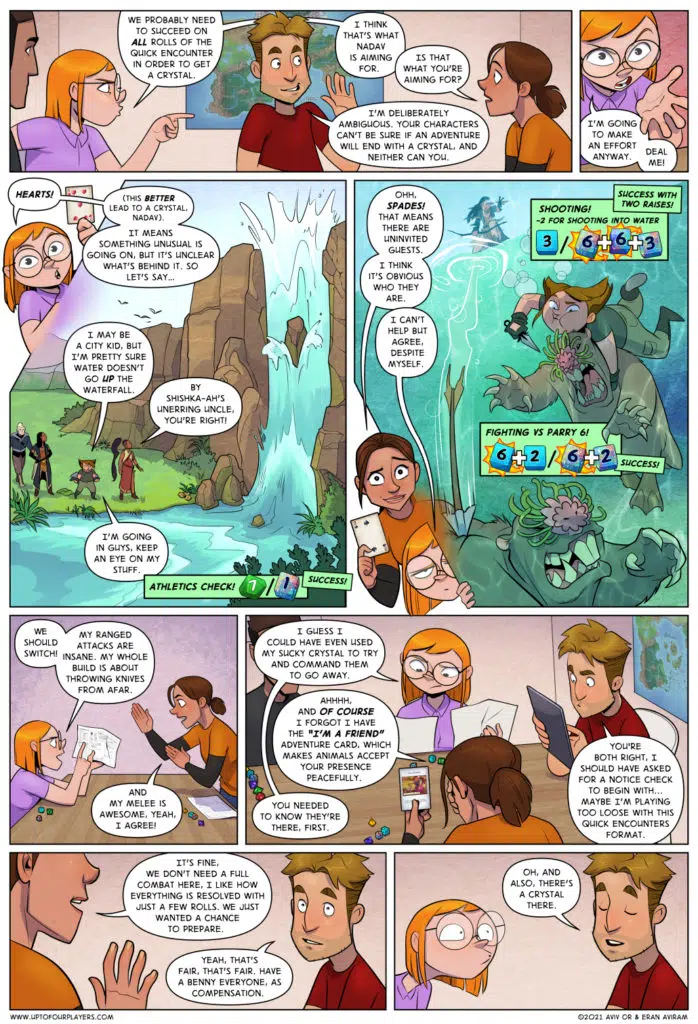 WE PROBABLY NEED
TO SUCCEED ON
ALL ROLLS OF THE
QUICK ENCOUNTER
IN ORDER TO GET
A CRYSTAL.
I THINK
THAT'S WHAT
NADAV
IS AIMING
FOR.
IS THAT
WHAT YOU'RE
AIMING FOR?
I'M DELIBERATELY
AMBIGUOUS. YOUR CHARACTERS
CAN'T BE SURE IF AN ADVENTURE
WILL END WITH A CRYSTAL, AND
NEITHER CAN YOU.
I'M GOING
TO MAKE
AN EFFORT
ANYWAY.
DEAL
ME!
HEARTS!
(THIS BETTER
LEAD TO A CRYSTAL,
NADAV).
IT MEANS
SOMETHING UNUSUAL IS
GOING ON, BUT IT'S UNCLEAR
WHAT'S BEHIND IT. SO
LET'S SAY...
I MAY BE
A CITY KID, BUT
I'M PRETTY SURE
WATER DOESN'T
GO UP THE
WATERFALL.
BY
SHISHKA-AH'S
UNERRING UNCLE,
YOU'RE RIGHT!
I'M GOING
IN GUYS, KEEP
AN EYE ON MY
STUFF.
ATHLETICS CHECK! 7 / 1 SUCCESS!
OHH,
SPADES!
THAT MEANS
THERE ARE
UNINVITED
GUESTS.
I THINK
IT'S OBVIOUS
WHO THEY
ARE.
I CAN'T
HELP BUT
AGREE,
DESPITE
MYSELF.
SHOOTING!
-2 FOR SHOOTING INTO WATER
SUCCESS WITH
TWO RAISES!
3 / 6+6+3
FIGHTING VS PARRY 6!
6+2 / 6+2 SUCCESS!
WE
SHOULD
SWITCH!
MY RANGED
ATTACKS ARE
INSANE. MY WHOLE
BUILD IS ABOUT
THROWING KNIVES
FROM AFAR.
AND
MY MELEE IS
AWESOME, YEAH,
I AGREE!
I GUESS I
COULD HAVE EVEN USED
MY SUCKY CRYSTAL TO TRY
AND COMMAND THEM
TO GO AWAY.
AHHHH,
AND OF COURSE
I FORGOT I HAVE
THE "I'M A FRIEND"
ADVENTURE CARD, WHICH
MAKES ANIMALS ACCEPT
YOUR PRESENCE
PEACEFULLY.
YOU NEEDED
TO KNOW THEY'RE
THERE, FIRST.
YOU'RE
BOTH RIGHT, I
SHOULD HAVE ASKED
FOR A NOTICE CHECK
TO BEGIN WITH...
MAYBE I'M PLAYING
TOO LOOSE WITH THIS
QUICK ENCOUNTERS
FORMAT.
IT'S FINE,
WE DON'T NEED A FULL
COMBAT HERE, I LIKE HOW
EVERYTHING IS RESOLVED WITH
JUST A FEW ROLLS. WE JUST
WANTED A CHANCE
TO PREPARE.
YEAH, THAT'S
FAIR, THAT'S FAIR. HAVE
A BENNY EVERYONE, AS
COMPENSATION.
OH, AND
ALSO, THERE'S
A CRYSTAL
THERE.
WWW.UPTOFOURPLAYERS.COM
©2021 AVIV OR & ERAN AVIRAM